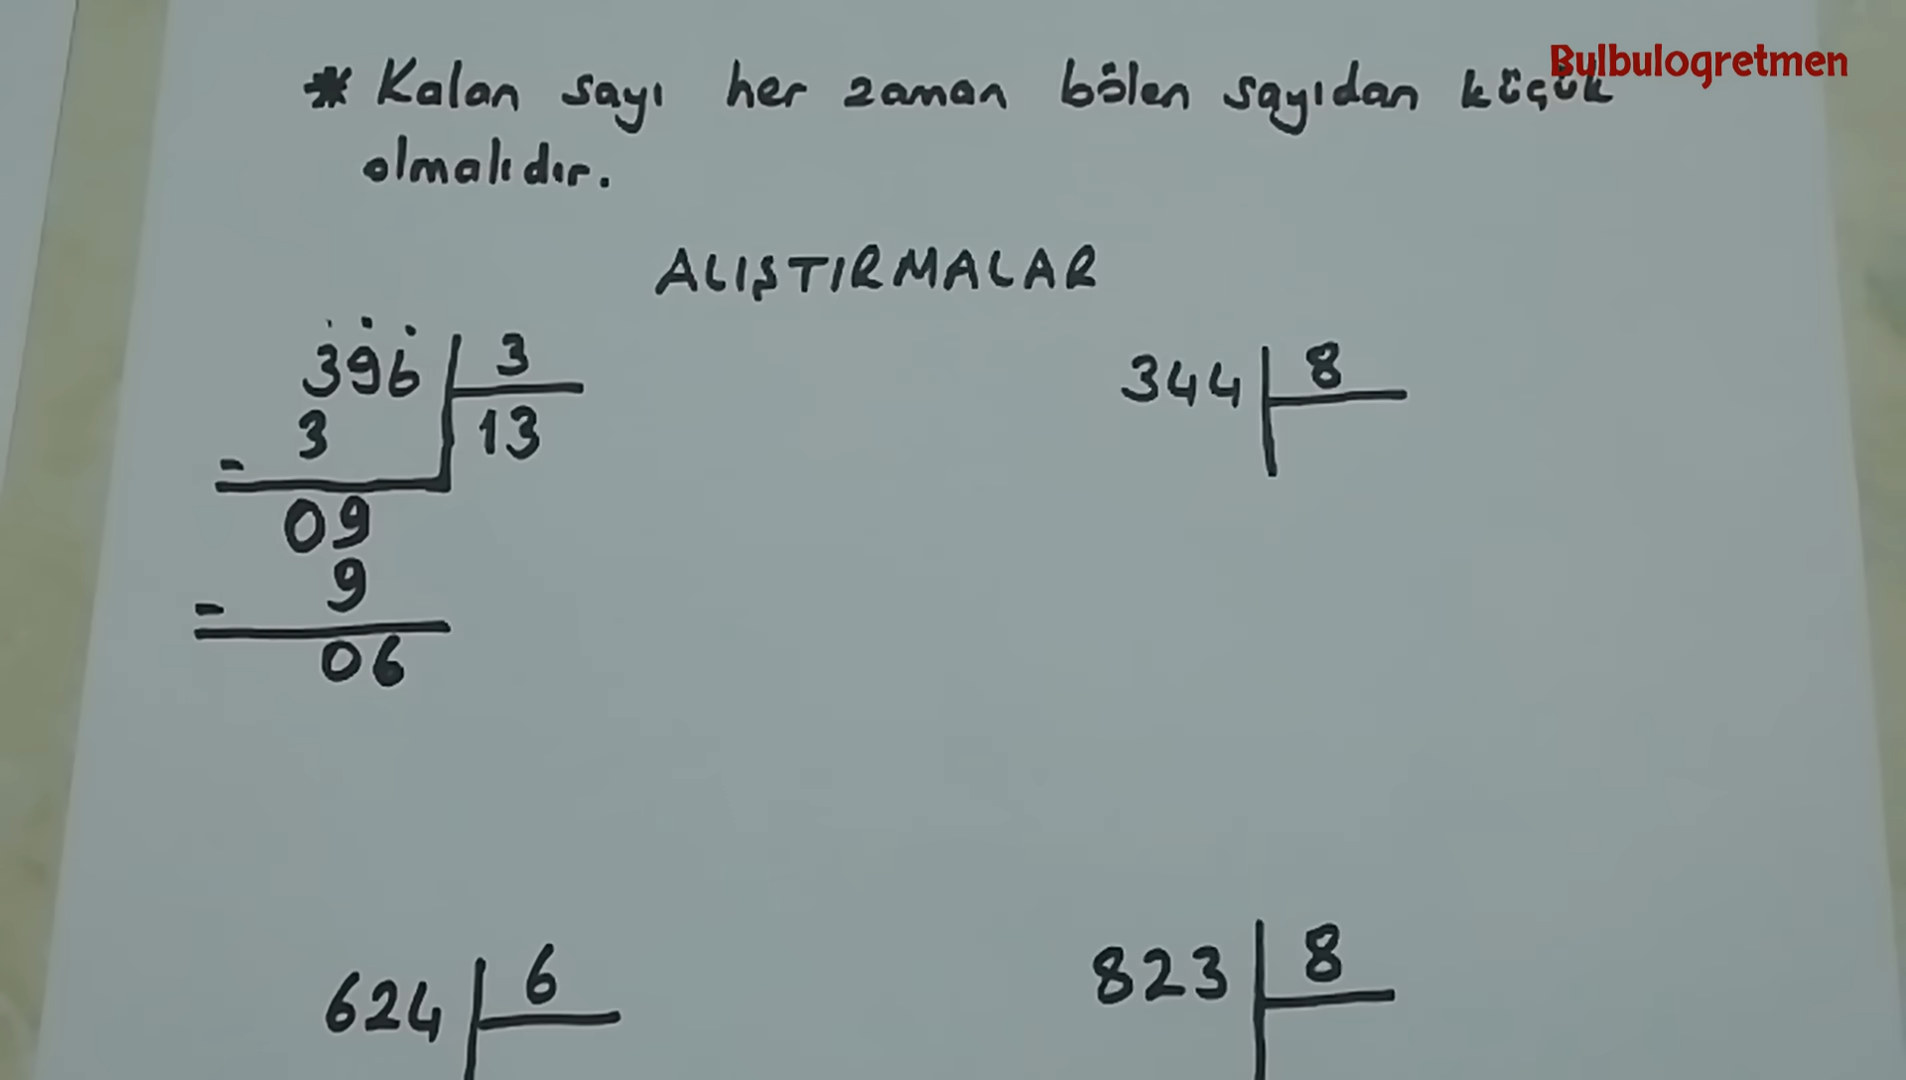 Bulbulogretmen
* Kalan sayı her zaman bölen sayıdan küçük
olmalıdır.
ALIŞTIRMALAR
396 3
3 13
-
09
9
-
06
344 8
624 6
823 8